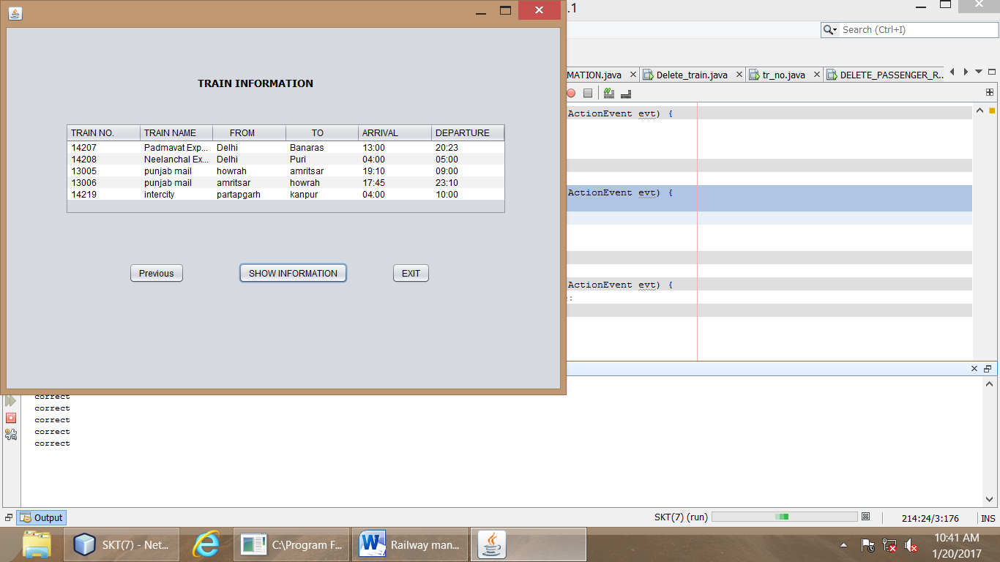 .1
Search (Ctrl+I)
MATION.java Delete_train.java tr_no.java DELETE_PASSENGER_R...
TRAIN INFORMATION
TRAIN NO. TRAIN NAME FROM TO ARRIVAL DEPARTURE
14207 Padmavat Exp... Delhi Banaras 13:00 20:23
14208 Neelanchal Ex... Delhi Puri 04:00 05:00
13005 punjab mail howrah amritsar 19:10 09:00
13006 punjab mail amritsar howrah 17:45 23:10
14219 intercity partapgarh kanpur 04:00 10:00
Previous SHOW INFORMATION EXIT
ActionEvent evt) {
ActionEvent evt) {
ActionEvent evt) {
:
correct
correct
correct
correct
correct
Output SKT(7) (run) 214:24/3:176 INS
SKT(7) - Net... C:\Program F... Railway man... 10:41 AM
1/20/2017